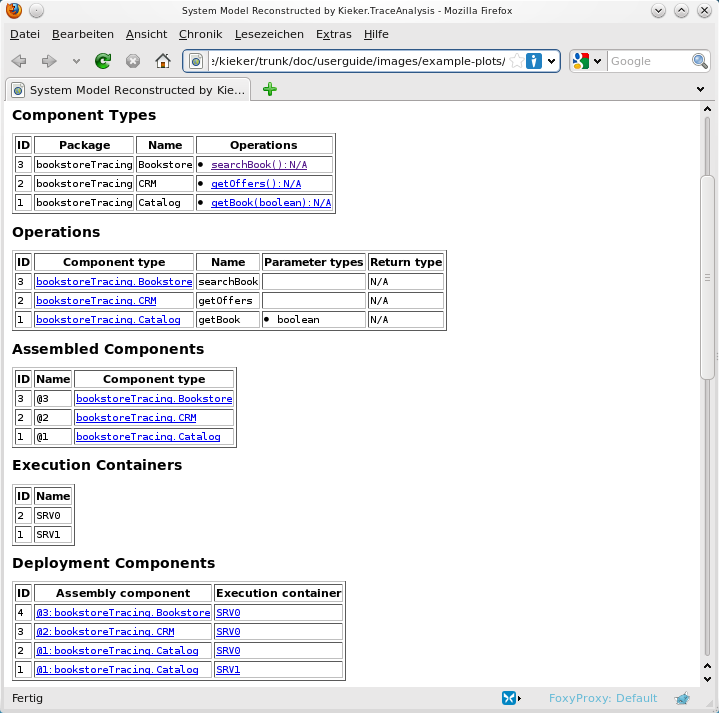 System Model Reconstructed by Kieker.TraceAnalysis - Mozilla Firefox
Datei Bearbeiten Ansicht Chronik Lesezeichen Extras Hilfe
:/kieker/trunk/doc/userguide/images/example-plots/ Google
System Model Reconstructed by Kie...
Component Types
ID Package Name Operations
3 bookstoreTracing Bookstore • searchBook():N/A
2 bookstoreTracing CRM • getOffers():N/A
1 bookstoreTracing Catalog • getBook(boolean):N/A
Operations
ID Component type Name Parameter types Return type
3 bookstoreTracing.Bookstore searchBook N/A
2 bookstoreTracing.CRM getOffers N/A
1 bookstoreTracing.Catalog getBook • boolean N/A
Assembled Components
ID Name Component type
3 @3 bookstoreTracing.Bookstore
2 @2 bookstoreTracing.CRM
1 @1 bookstoreTracing.Catalog
Execution Containers
ID Name
2 SRV0
1 SRV1
Deployment Components
ID Assembly component Execution container
4 @3:bookstoreTracing.Bookstore SRV0
3 @2:bookstoreTracing.CRM SRV0
2 @1:bookstoreTracing.Catalog SRV0
1 @1:bookstoreTracing.Catalog SRV1
Fertig FoxyProxy: Default